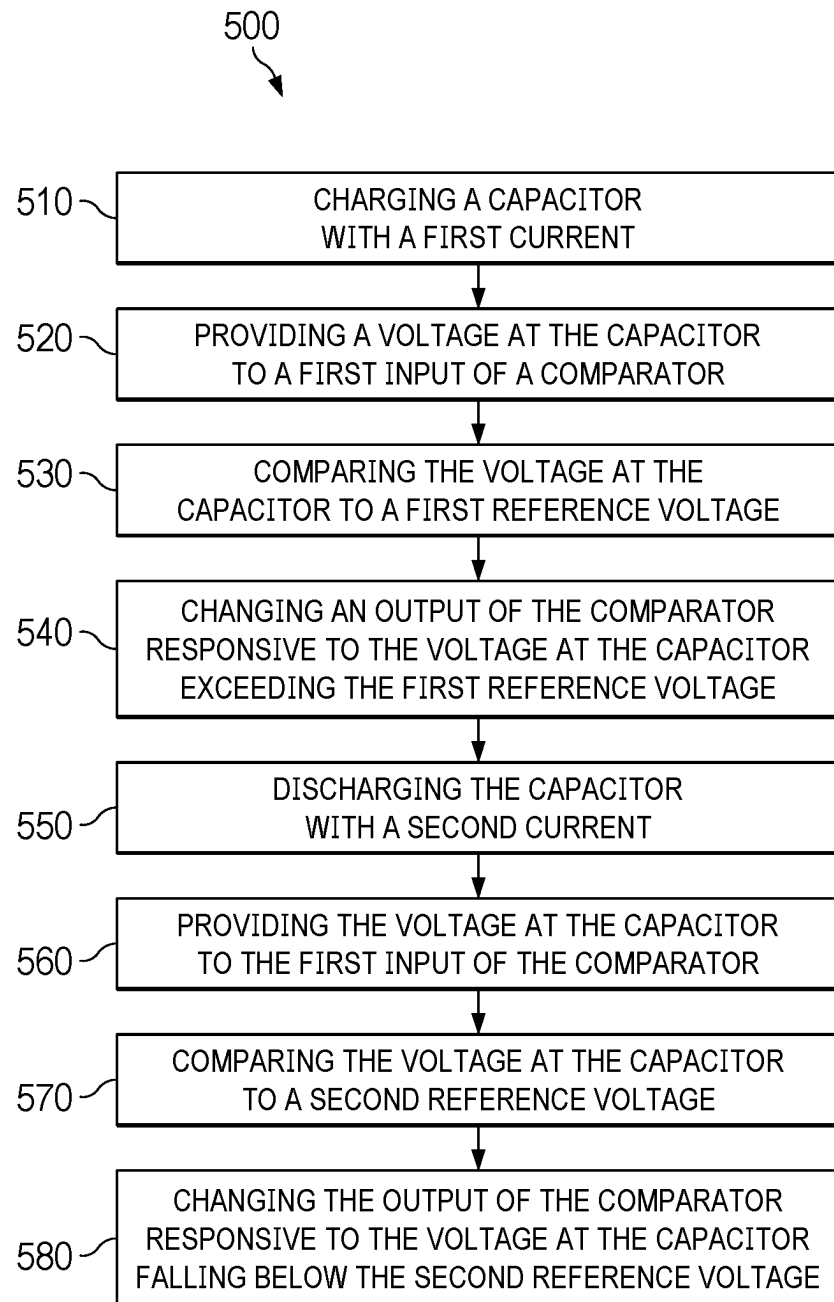 500
510
CHARGING A CAPACITOR
WITH A FIRST CURRENT
520
PROVIDING A VOLTAGE AT THE CAPACITOR
TO A FIRST INPUT OF A COMPARATOR
530
COMPARING THE VOLTAGE AT THE
CAPACITOR TO A FIRST REFERENCE VOLTAGE
540
CHANGING AN OUTPUT OF THE COMPARATOR
RESPONSIVE TO THE VOLTAGE AT THE CAPACITOR
EXCEEDING THE FIRST REFERENCE VOLTAGE
550
DISCHARGING THE CAPACITOR
WITH A SECOND CURRENT
560
PROVIDING THE VOLTAGE AT THE CAPACITOR
TO THE FIRST INPUT OF THE COMPARATOR
570
COMPARING THE VOLTAGE AT THE CAPACITOR
TO A SECOND REFERENCE VOLTAGE
580
CHANGING THE OUTPUT OF THE COMPARATOR
RESPONSIVE TO THE VOLTAGE AT THE CAPACITOR
FALLING BELOW THE SECOND REFERENCE VOLTAGE